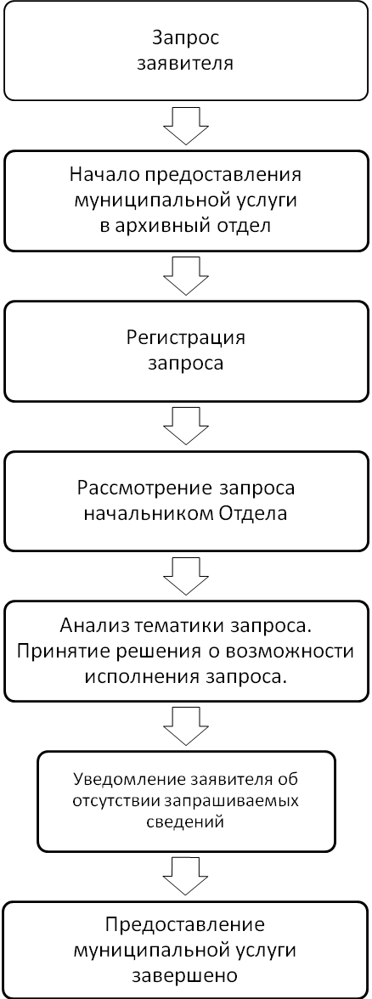 Запрос
заявителя
Начало предоставления
муниципальной услуги
в архивный отдел
Регистрация
запроса
Рассмотрение запроса
начальником Отдела
Анализ тематики запроса.
Принятие решения о возможности
исполнения запроса.
Уведомление заявителя об
отсутствии запрашиваемых
сведений
Предоставление
муниципальной услуги
завершено